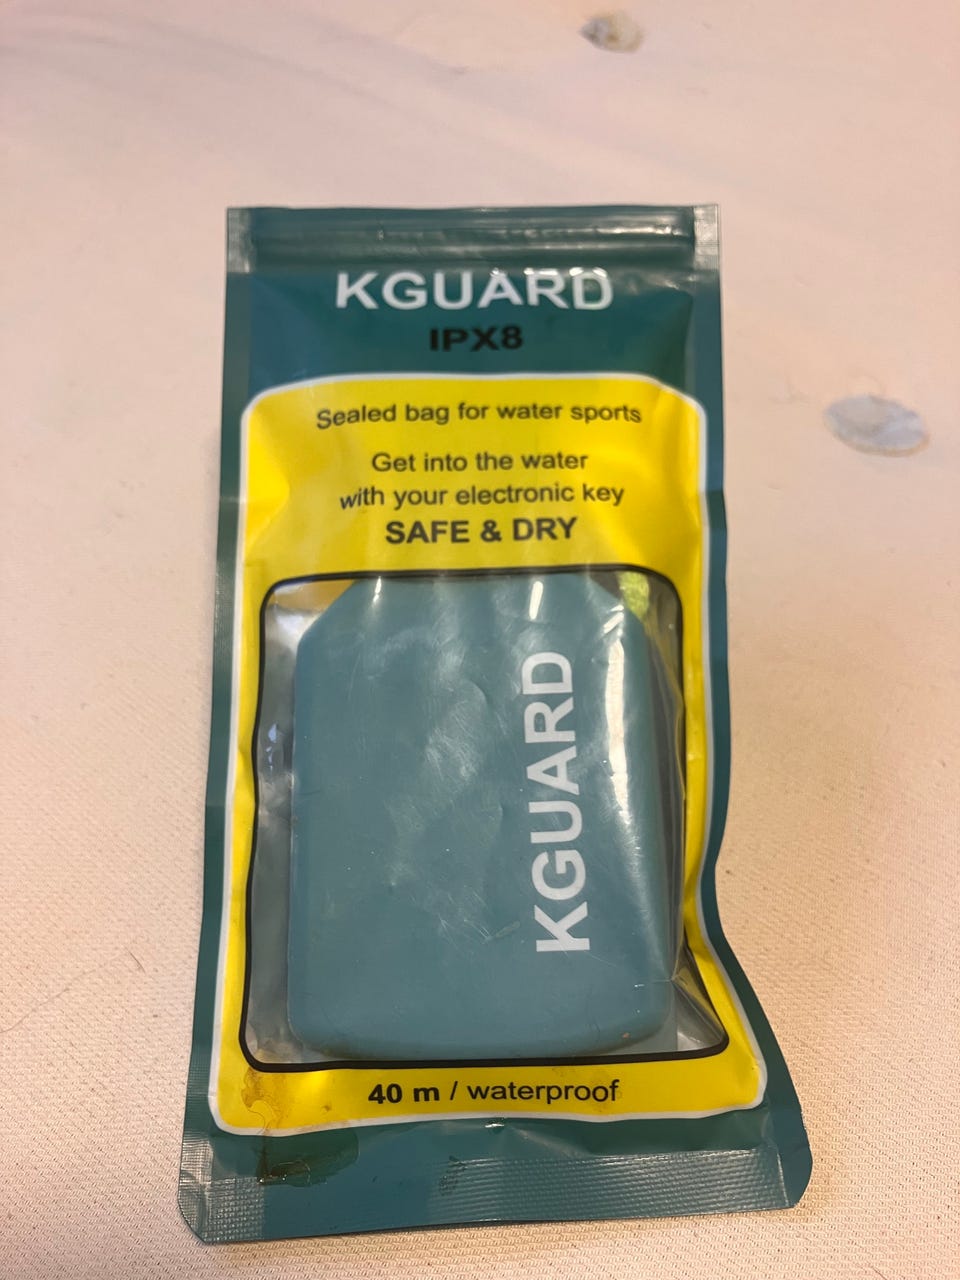 KGUARD
IPX8
Sealed bag for water sports
Get into the water
with your electronic key
SAFE & DRY
KGUARD
40 m / waterproof